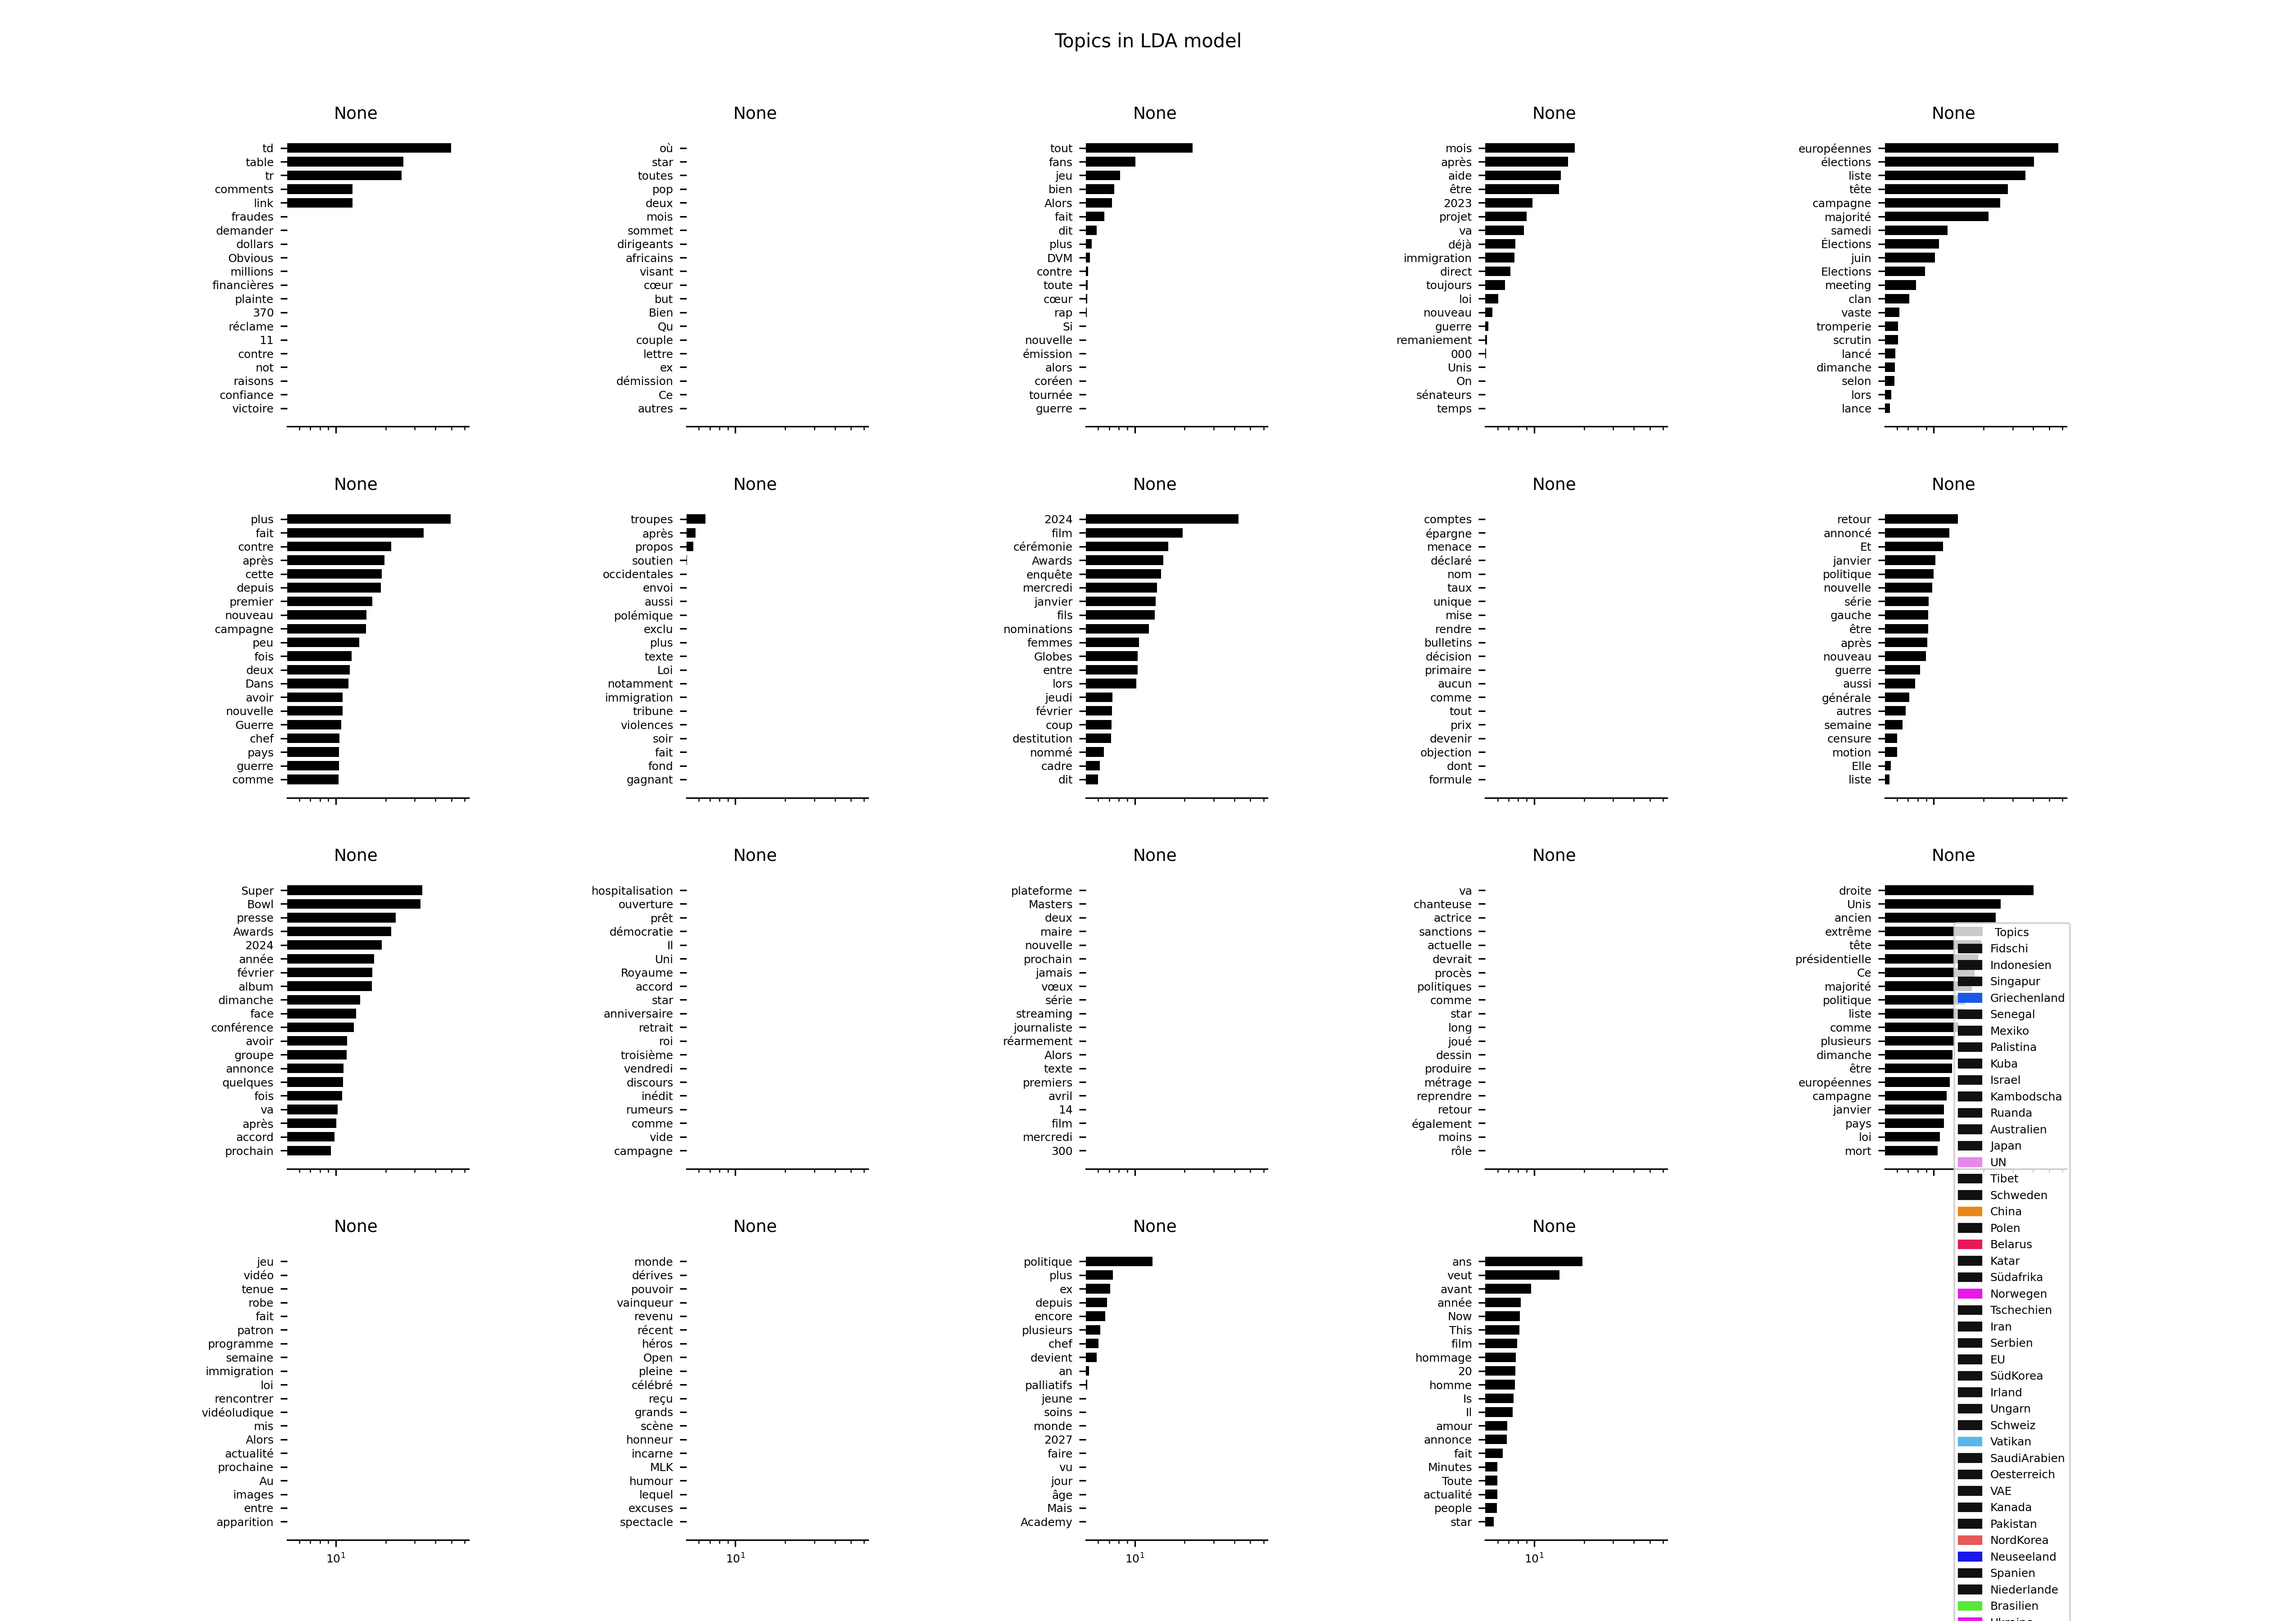 Topics in LDA model
None
td
table
tr
comments
link
fraudes
demander
dollars
Obvious
millions
financières
plainte
370
réclame
11
contre
not
raisons
confiance
victoire
None
où
star
toutes
pop
deux
mois
sommet
dirigeants
africains
visant
cœur
but
Bien
Qu
couple
lettre
ex
démission
Ce
autres
None
tout
fans
jeu
bien
Alors
fait
dit
plus
DVM
contre
toute
cœur
rap
Si
nouvelle
émission
alors
coréen
tournée
guerre
None
mois
après
aide
être
2023
projet
va
déjà
immigration
direct
toujours
loi
nouveau
guerre
remaniement
000
Unis
On
sénateurs
temps
None
européennes
élections
liste
tête
campagne
majorité
samedi
Élections
juin
Elections
meeting
clan
vaste
tromperie
scrutin
lancé
dimanche
selon
lors
lance
None
plus
fait
contre
après
cette
depuis
premier
nouveau
campagne
peu
fois
deux
Dans
avoir
nouvelle
Guerre
chef
pays
guerre
comme
None
troupes
après
propos
soutien
occidentales
envoi
aussi
polémique
exclu
plus
texte
Loi
notamment
immigration
tribune
violences
soir
fait
fond
gagnant
None
2024
film
cérémonie
Awards
enquête
mercredi
janvier
fils
nominations
femmes
Globes
entre
lors
jeudi
février
coup
destitution
nommé
cadre
dit
None
comptes
épargne
menace
déclaré
nom
taux
unique
mise
rendre
bulletins
décision
primaire
aucun
comme
tout
prix
devenir
objection
dont
formule
None
retour
annoncé
Et
janvier
politique
nouvelle
série
gauche
être
après
nouveau
guerre
aussi
générale
autres
semaine
censure
motion
Elle
liste
None
Super
Bowl
presse
Awards
2024
année
février
album
dimanche
face
conférence
avoir
groupe
annonce
quelques
fois
va
après
accord
prochain
None
hospitalisation
ouverture
prêt
démocratie
Il
Uni
Royaume
accord
star
anniversaire
retrait
roi
troisième
vendredi
discours
inédit
rumeurs
comme
vide
campagne
None
plateforme
Masters
deux
maire
nouvelle
prochain
jamais
vœux
série
streaming
journaliste
réarmement
Alors
texte
premiers
avril
14
film
mercredi
300
None
va
chanteuse
actrice
sanctions
actuelle
devrait
procès
politiques
comme
star
long
joué
dessin
produire
métrage
reprendre
retour
également
moins
rôle
None
droite
Unis
ancien
extrême
tête
présidentielle
Ce
majorité
politique
liste
comme
plusieurs
dimanche
être
européennes
campagne
janvier
pays
loi
mort
None
jeu
vidéo
tenue
robe
fait
patron
programme
semaine
immigration
loi
rencontrer
vidéoludique
mis
Alors
actualité
prochaine
Au
images
entre
apparition
10¹
None
monde
dérives
pouvoir
vainqueur
revenu
récent
héros
Open
pleine
célébré
reçu
grands
scène
honneur
incarne
MLK
humour
lequel
excuses
spectacle
10¹
None
politique
plus
ex
depuis
encore
plusieurs
chef
devient
an
palliatifs
jeune
soins
monde
2027
faire
vu
jour
âge
Mais
Academy
10¹
None
ans
veut
avant
année
Now
This
film
hommage
20
homme
Is
Il
amour
annonce
fait
Minutes
Toute
actualité
people
star
10¹
Topics
Fidschi
Indonesien
Singapur
Griechenland
Senegal
Mexiko
Palistina
Kuba
Israel
Kambodscha
Ruanda
Australien
Japan
UN
Tibet
Schweden
China
Polen
Belarus
Katar
Südafrika
Norwegen
Tschechien
Iran
Serbien
EU
SüdKorea
Irland
Ungarn
Schweiz
Vatikan
SaudiArabien
Oesterreich
VAE
Kanada
Pakistan
NordKorea
Neuseeland
Spanien
Niederlande
Brasilien